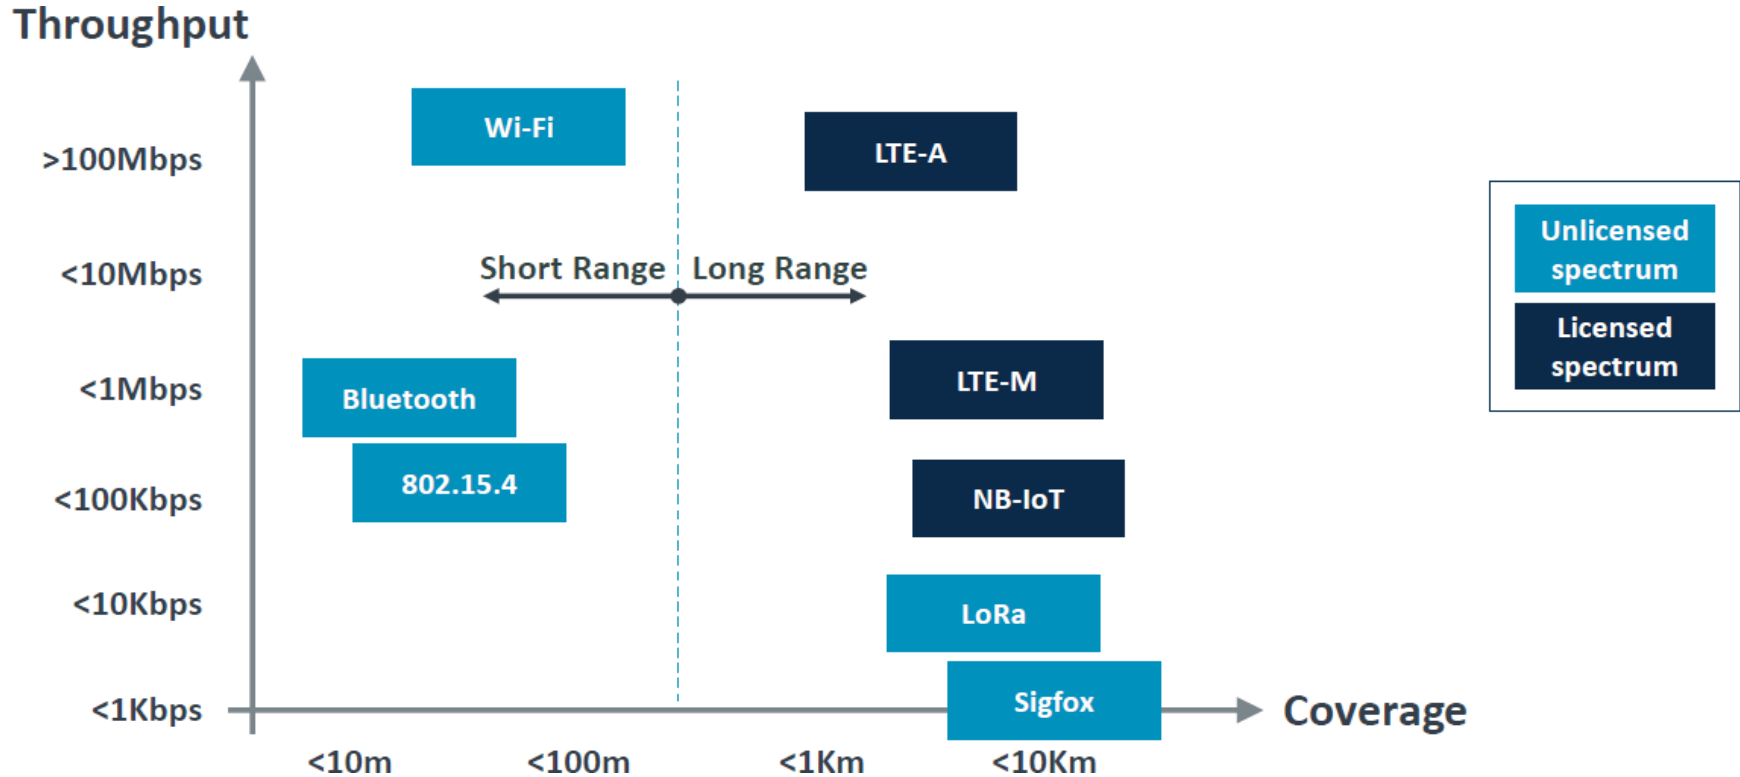 Throughput
Wi-Fi
LTE-A
>100Mbps
Unlicensed
spectrum
<10Mbps
Short Range
Long Range
Licensed
spectrum
<1Mbps
Bluetooth
LTE-M
802.15.4
<100Kbps
NB-IoT
<10Kbps
LoRa
Sigfox
<1Kbps
Coverage
<10m
<100m
<1Km
<10Km